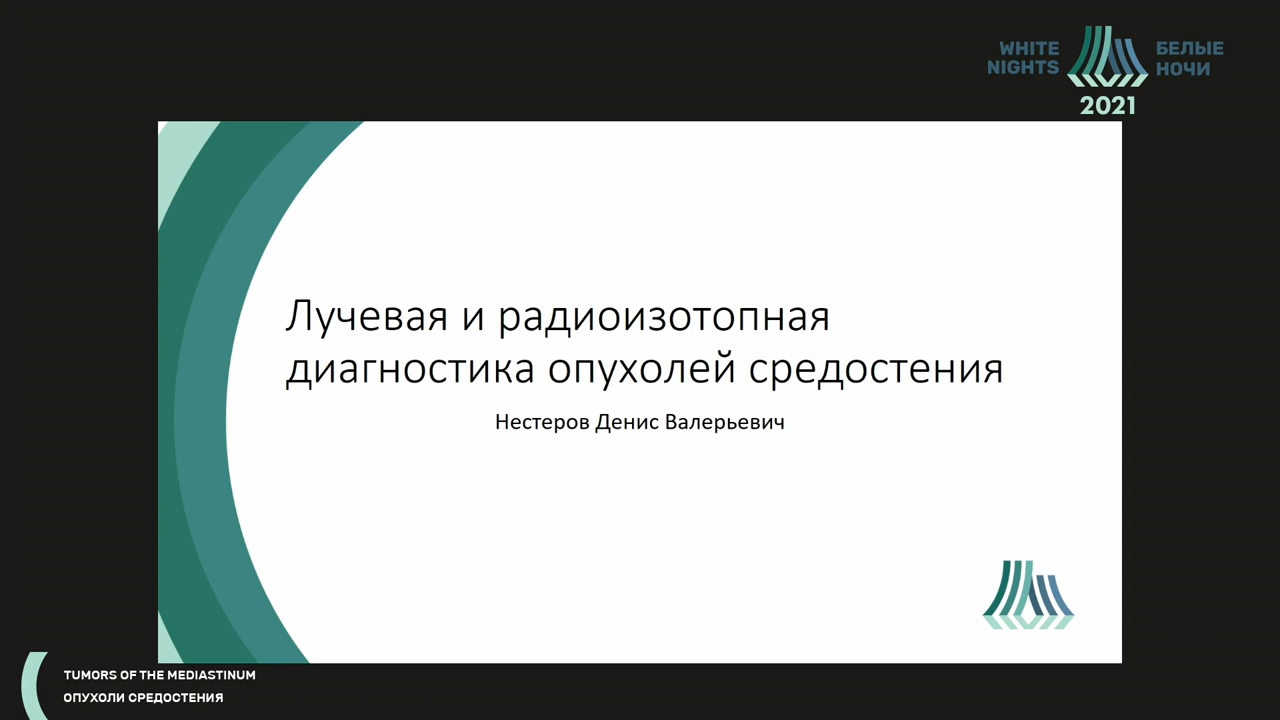 WHITE NIGHTS
БЕЛЫЕ НОЧИ
2021
Лучевая и радиоизотопная
диагностика опухолей средостения
Нестеров Денис Валерьевич
TUMORS OF THE MEDIASTINUM
ОПУХОЛИ СРЕДОСТЕНИЯ